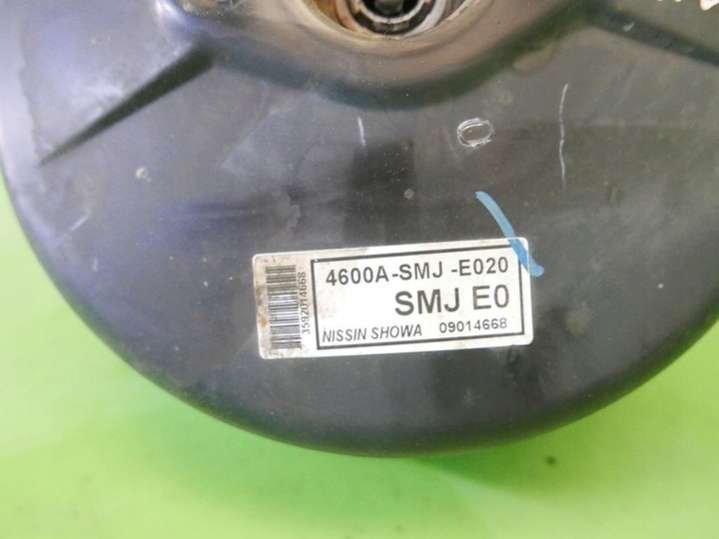 4600A-SMJ -E020
SMJ E0
NISSIN SHOWA 09014668
3592014668